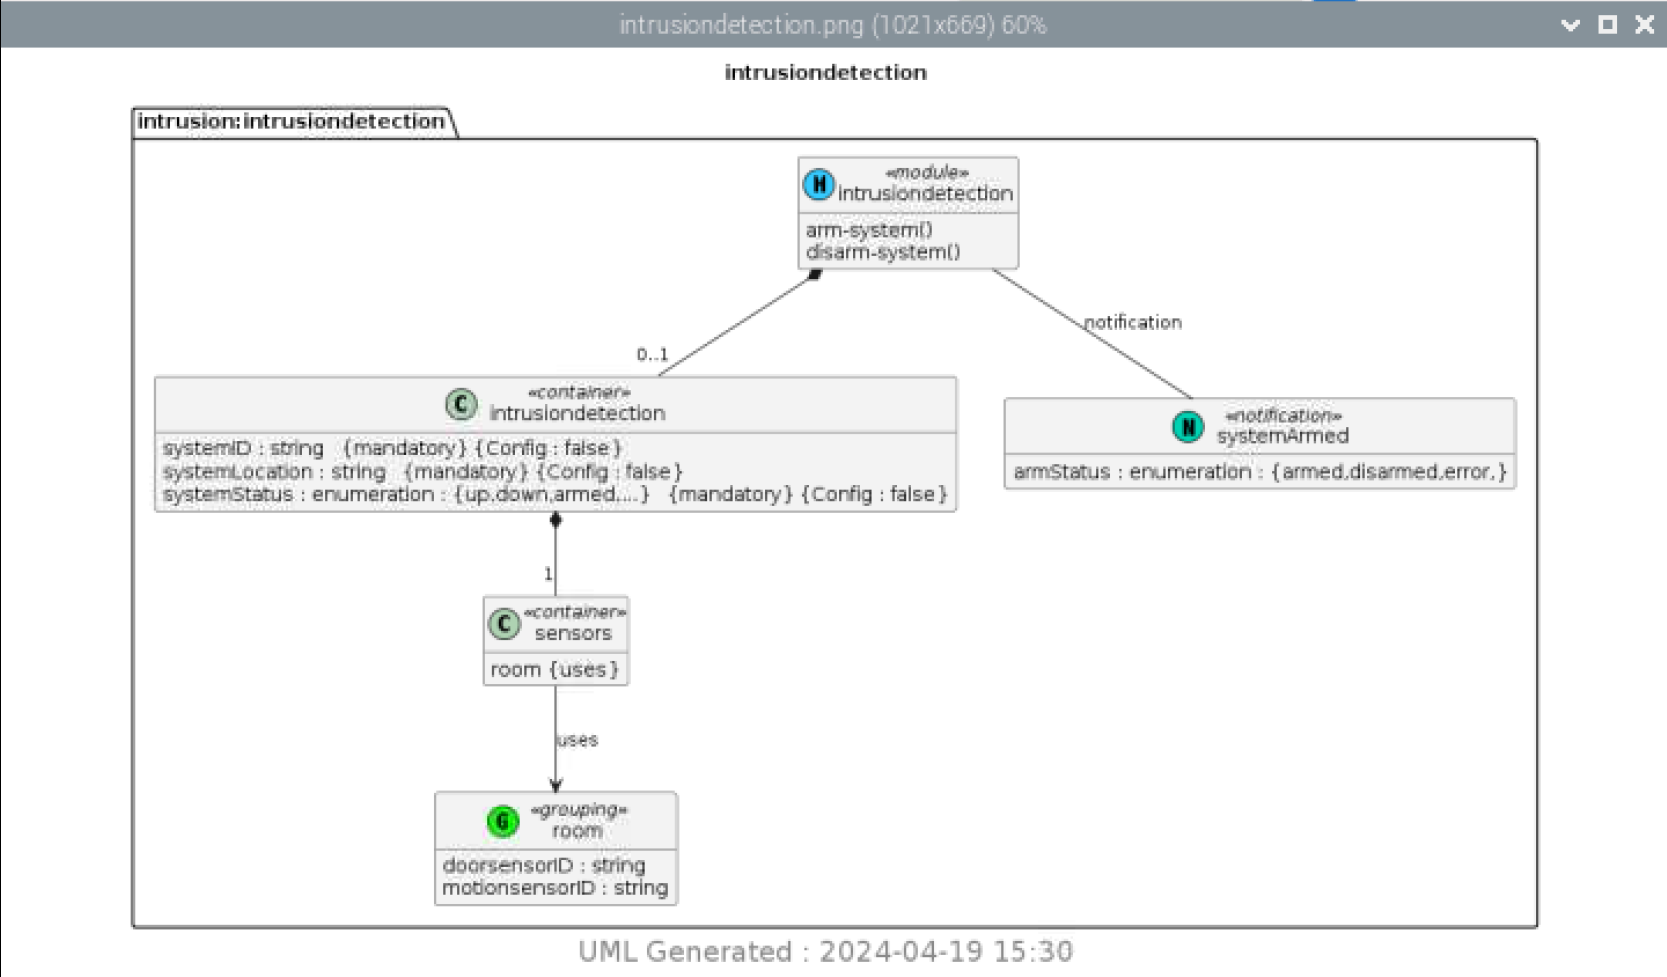 intrusiondetection.png (1021x669) 60%
intrusiondetection
intrusion:intrusiondetection
M
«module»
intrusiondetection
arm-system()
disarm-system()
notification
0..1
C
«container»
intrusiondetection
systemID : string {mandatory} {Config : false}
systemLocation : string {mandatory} {Config : false}
systemStatus : enumeration : {up,down,armed,...} {mandatory} {Config : false}
N
«notification»
systemArmed
armStatus : enumeration : {armed,disarmed,error,}
1
C
«container»
sensors
room {uses}
uses
G
«grouping»
room
doorsensorID : string
motionsensorID : string
UML Generated : 2024-04-19 15:30